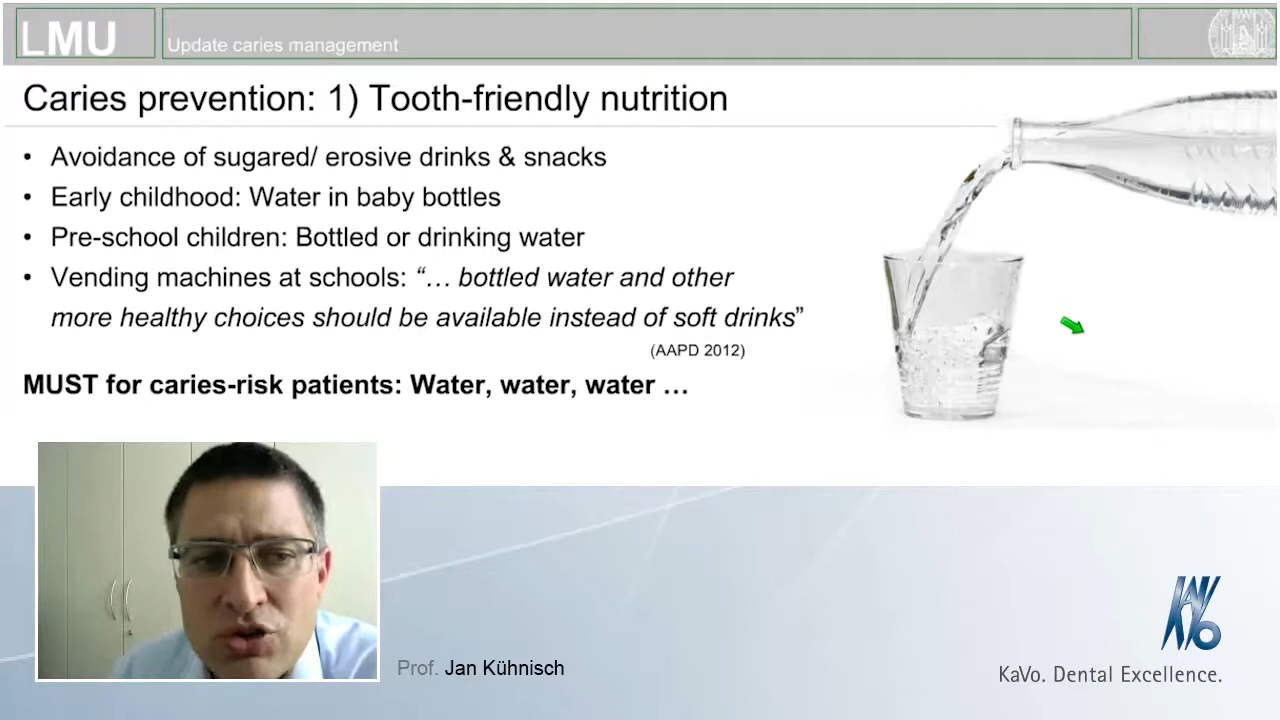 LMU
Update caries management
Caries prevention: 1) Tooth-friendly nutrition
• Avoidance of sugared/ erosive drinks & snacks
• Early childhood: Water in baby bottles
• Pre-school children: Bottled or drinking water
• Vending machines at schools: “… bottled water and other
more healthy choices should be available instead of soft drinks”
(AAPD 2012)
MUST for caries-risk patients: Water, water, water …
Prof. Jan Kühnisch
KAVO
KaVo. Dental Excellence.